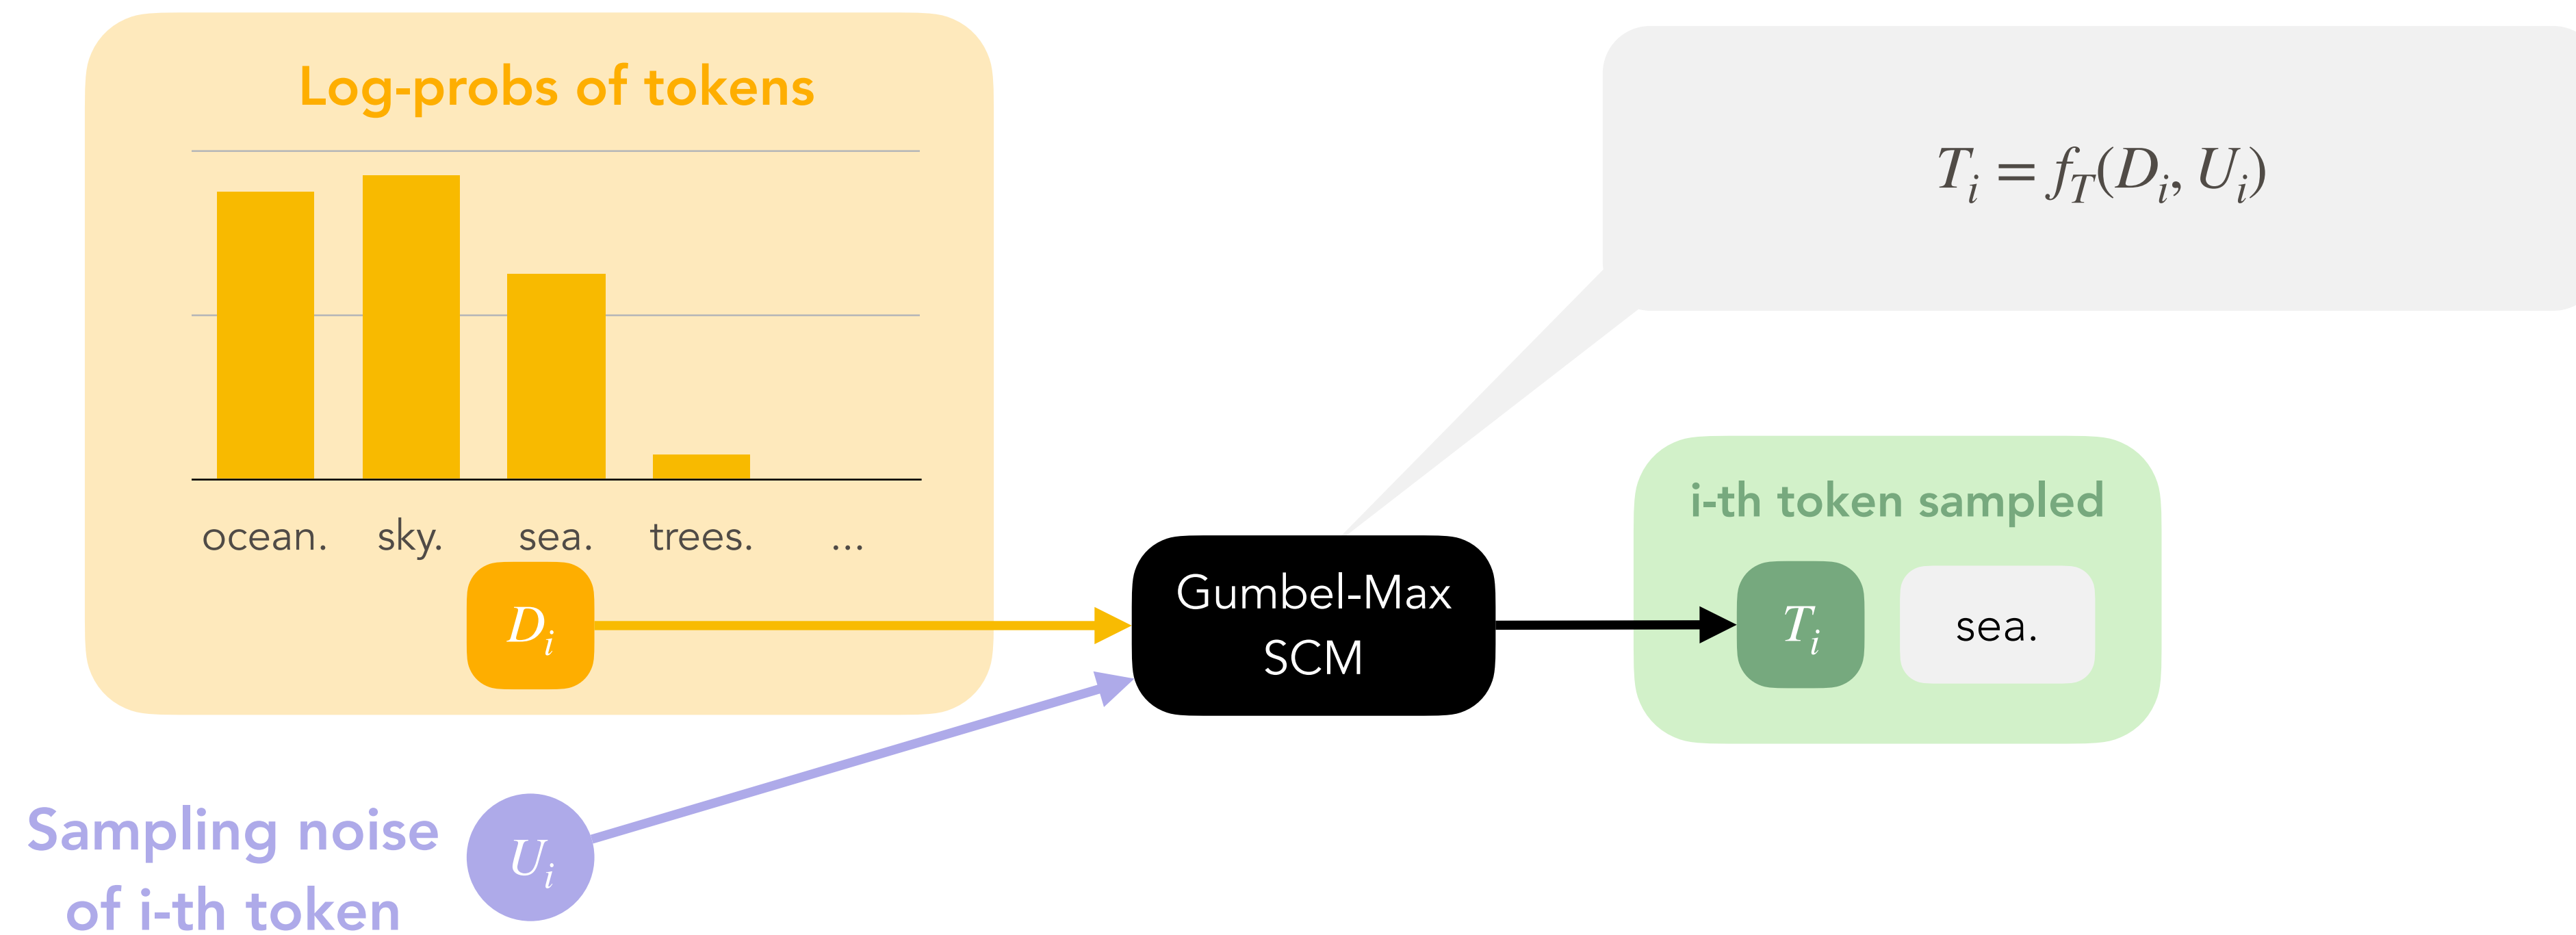 Log-probs of tokens
ocean. sky. sea. trees. ...
D_i
Sampling noise
of i-th token
U_i
Gumbel-Max
SCM
T_i = f_T(D_i, U_i)
i-th token sampled
T_i sea.